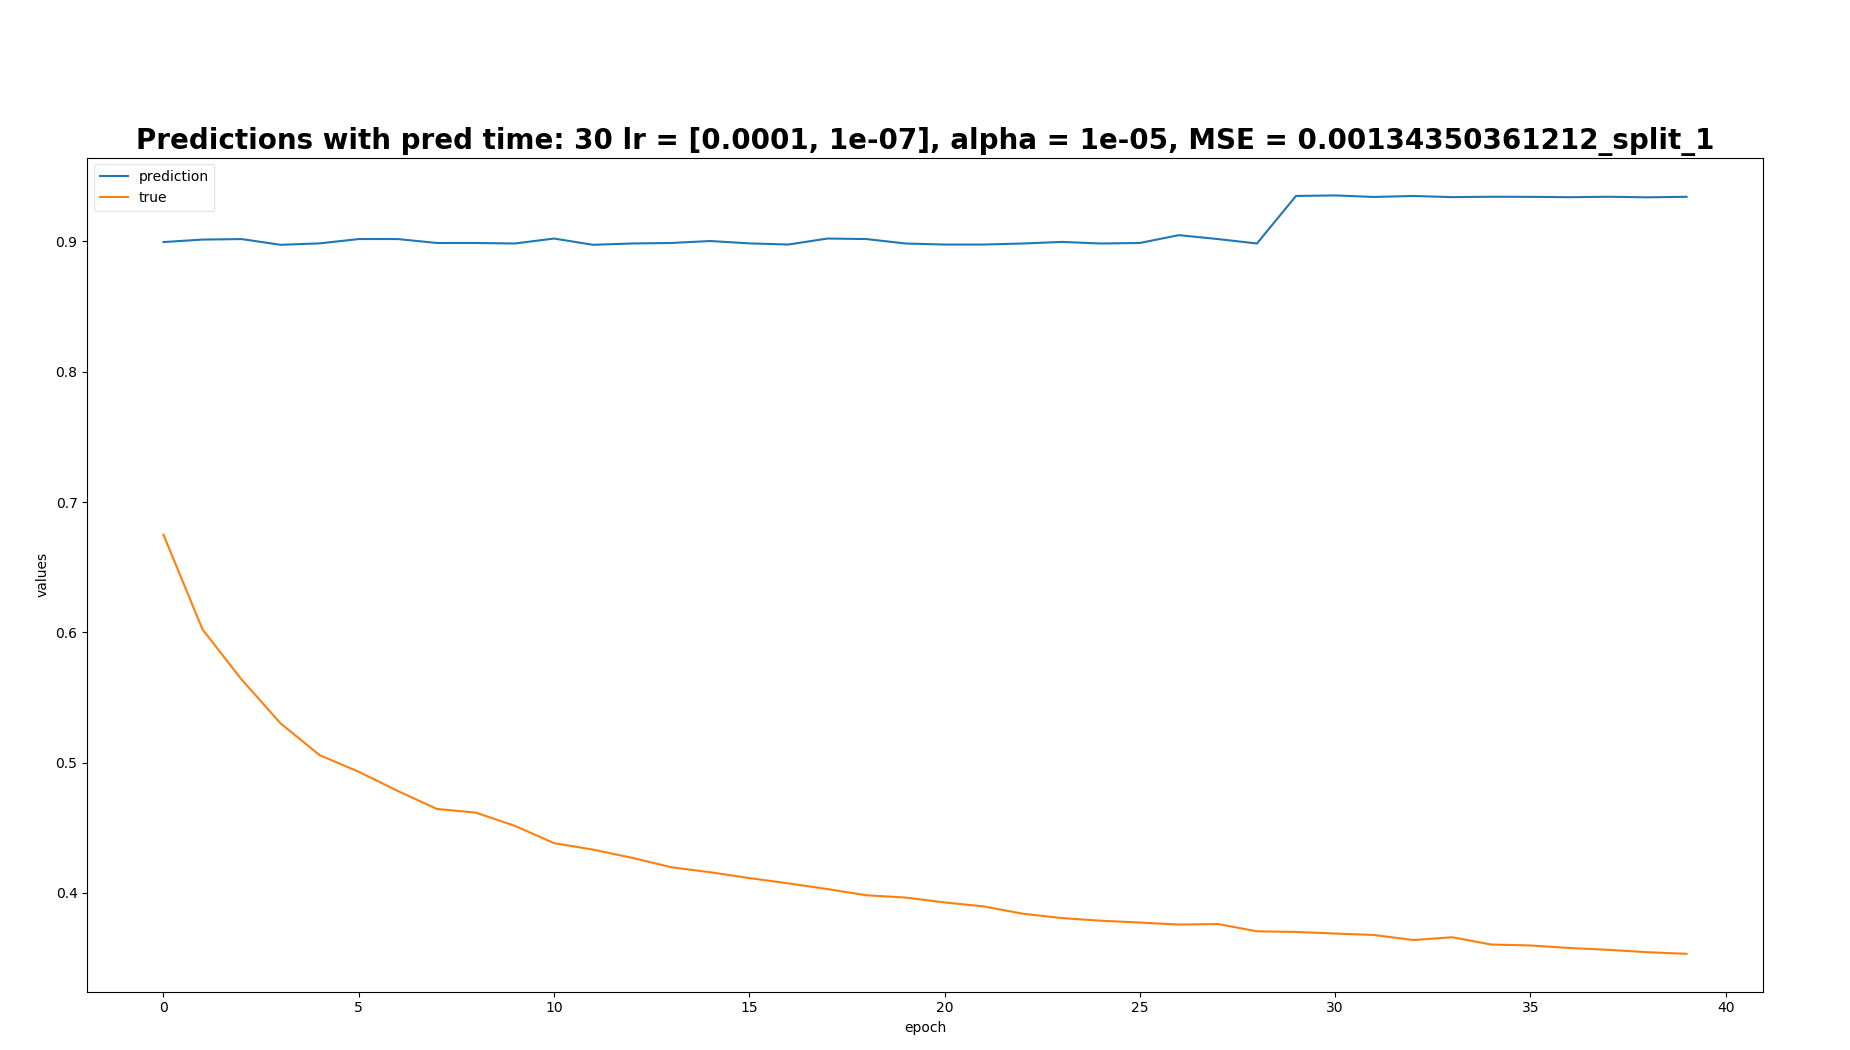 Predictions with pred time: 30 lr = [0.0001, 1e-07], alpha = 1e-05, MSE = 0.00134350361212_split_1
prediction
true
0.9
0.8
0.7
0.6
0.5
0.4
values
0 5 10 15 20 25 30 35 40
epoch